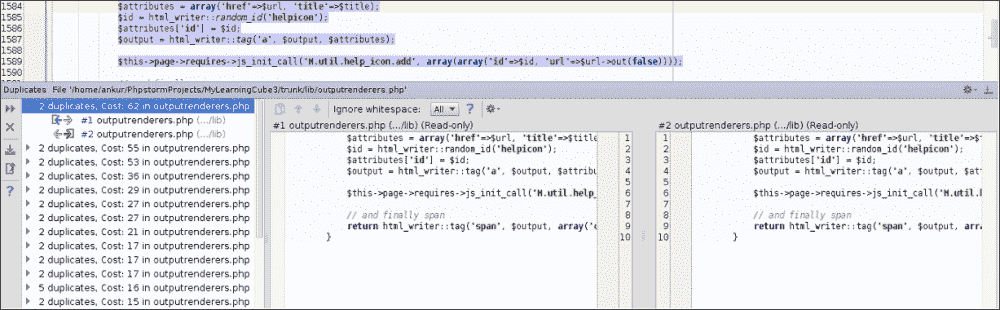 1584 $attributes = array('href'=>$url, 'title'=>$title);
1585 $id = html_writer::random_id('helpicon');
1586 $attributes['id'] = $id;
1587 $output = html_writer::tag('a', $output, $attributes);
1588
1589 $this->page->requires->js_init_call('M.util.help_icon.add', array(array('id'=>$id, 'url'=>$url->out(false))));
1590
Duplicates File '/home/ankur/PhpstormProjects/MyLearningCube3/trunk/lib/outputrenderers.php'
2 duplicates, Cost: 62 in outputrenderers.php
#1 outputrenderers.php (.../lib)
#2 outputrenderers.php (.../lib)
2 duplicates, Cost: 55 in outputrenderers.php
2 duplicates, Cost: 53 in outputrenderers.php
2 duplicates, Cost: 36 in outputrenderers.php
2 duplicates, Cost: 29 in outputrenderers.php
2 duplicates, Cost: 27 in outputrenderers.php
2 duplicates, Cost: 27 in outputrenderers.php
2 duplicates, Cost: 21 in outputrenderers.php
2 duplicates, Cost: 17 in outputrenderers.php
2 duplicates, Cost: 17 in outputrenderers.php
2 duplicates, Cost: 17 in outputrenderers.php
5 duplicates, Cost: 16 in outputrenderers.php
2 duplicates, Cost: 15 in outputrenderers.php
Ignore whitespace: All
#1 outputrenderers.php (.../lib) (Read-only)
$attributes = array('href'=>$url, 'title'=>$title 1
$id = html_writer::random_id('helpicon'); 2
$attributes['id'] = $id; 3
$output = html_writer::tag('a', $output, $attribu 4
5
$this->page->requires->js_init_call('M.util.help_ 6
7
// and finally span 8
return html_writer::tag('span', $output, array('c 9
} 10
#2 outputrenderers.php (.../lib) (Read-only)
1 $attributes = array('href'=>$url, 'title'=>$
2 $id = html_writer::random_id('helpicon');
3 $attributes['id'] = $id;
4 $output = html_writer::tag('a', $output, $at
5
6 $this->page->requires->js_init_call('M.util.
7
8 // and finally span
9 return html_writer::tag('span', $output, arr
10 }